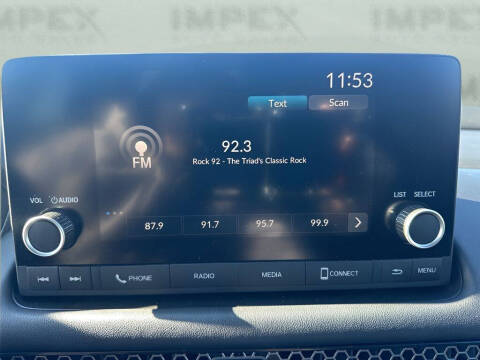 IMPEX IMPEX IMPEX
11:53
Text Scan
92.3
FM
Rock 92 - The Triad's Classic Rock
VOL AUDIO LIST SELECT
87.9 91.7 95.7 99.9
PHONE RADIO MEDIA CONNECT MENU